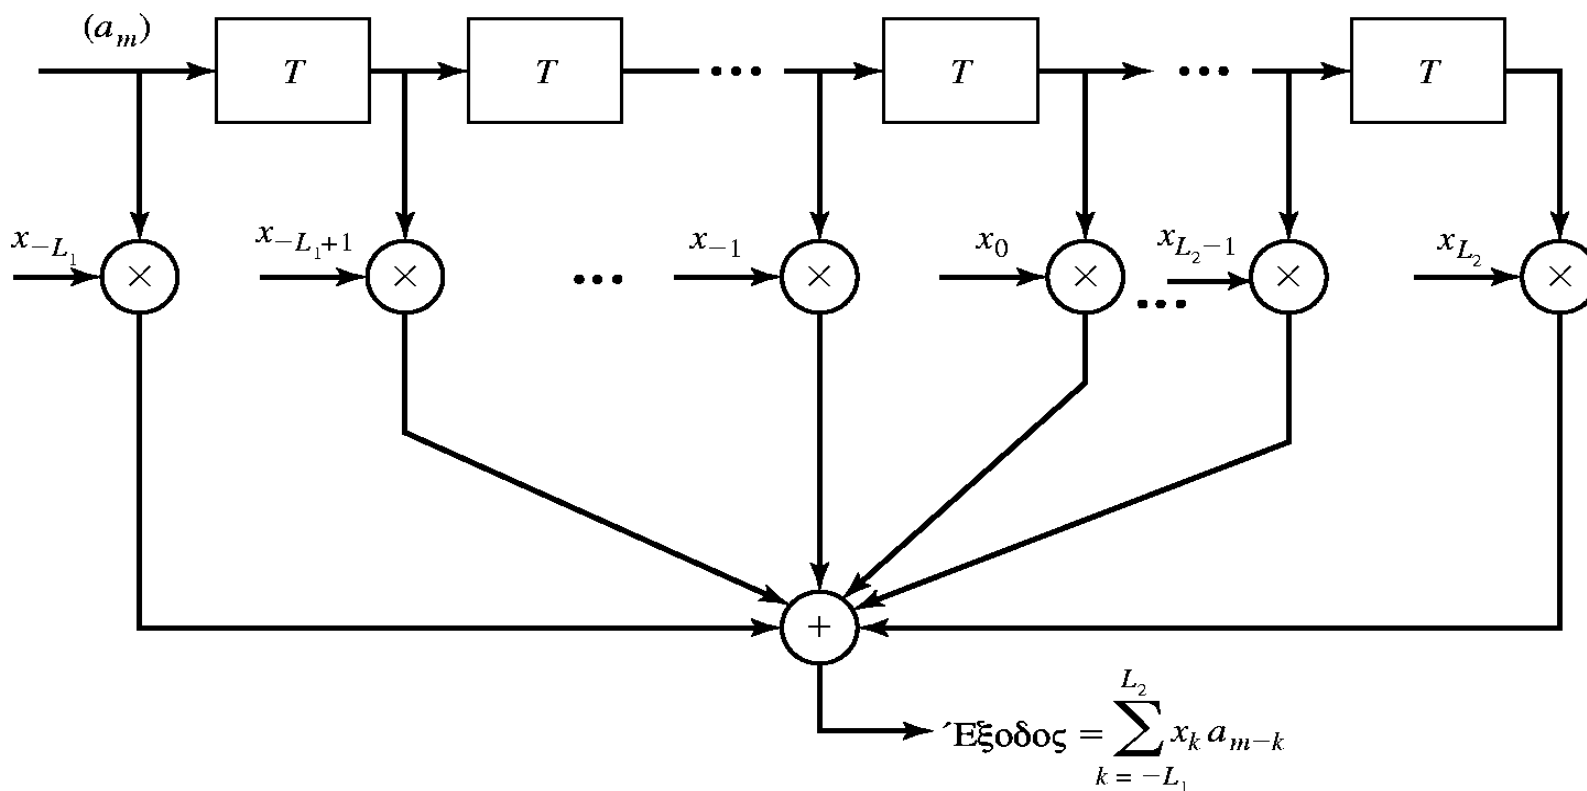 (a_m)
T T ••• T ••• T
x_{−L_1} x_{−L_1+1} ••• x_{−1} x_0 ••• x_{L_2−1} x_{L_2}
× × × × × ×
+
Έξοδος = \sum_{k = −L_1}^{L_2} x_k a_{m−k}